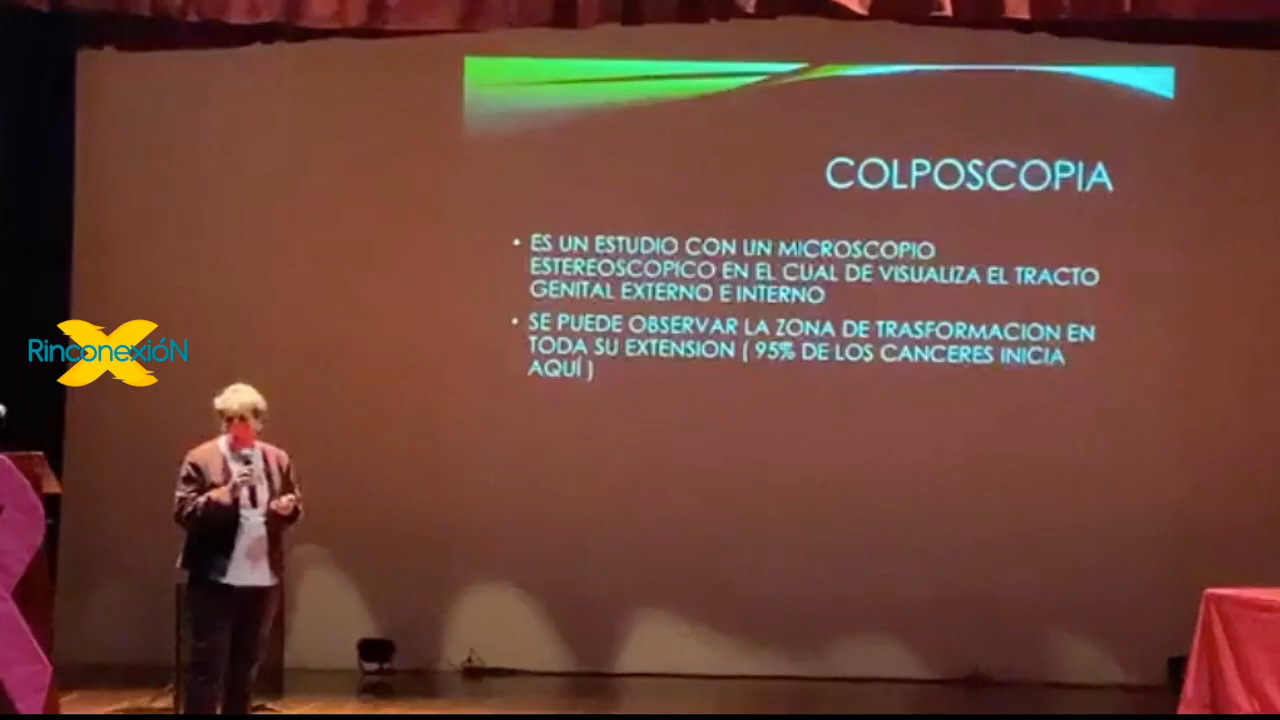 COLPOSCOPIA
• ES UN ESTUDIO CON UN MICROSCOPIO
ESTEREOSCOPICO EN EL CUAL DE VISUALIZA EL TRACTO
GENITAL EXTERNO E INTERNO
• SE PUEDE OBSERVAR LA ZONA DE TRASFORMACION EN
TODA SU EXTENSION ( 95% DE LOS CANCERES INICIA
AQUÍ )
RinconexióN